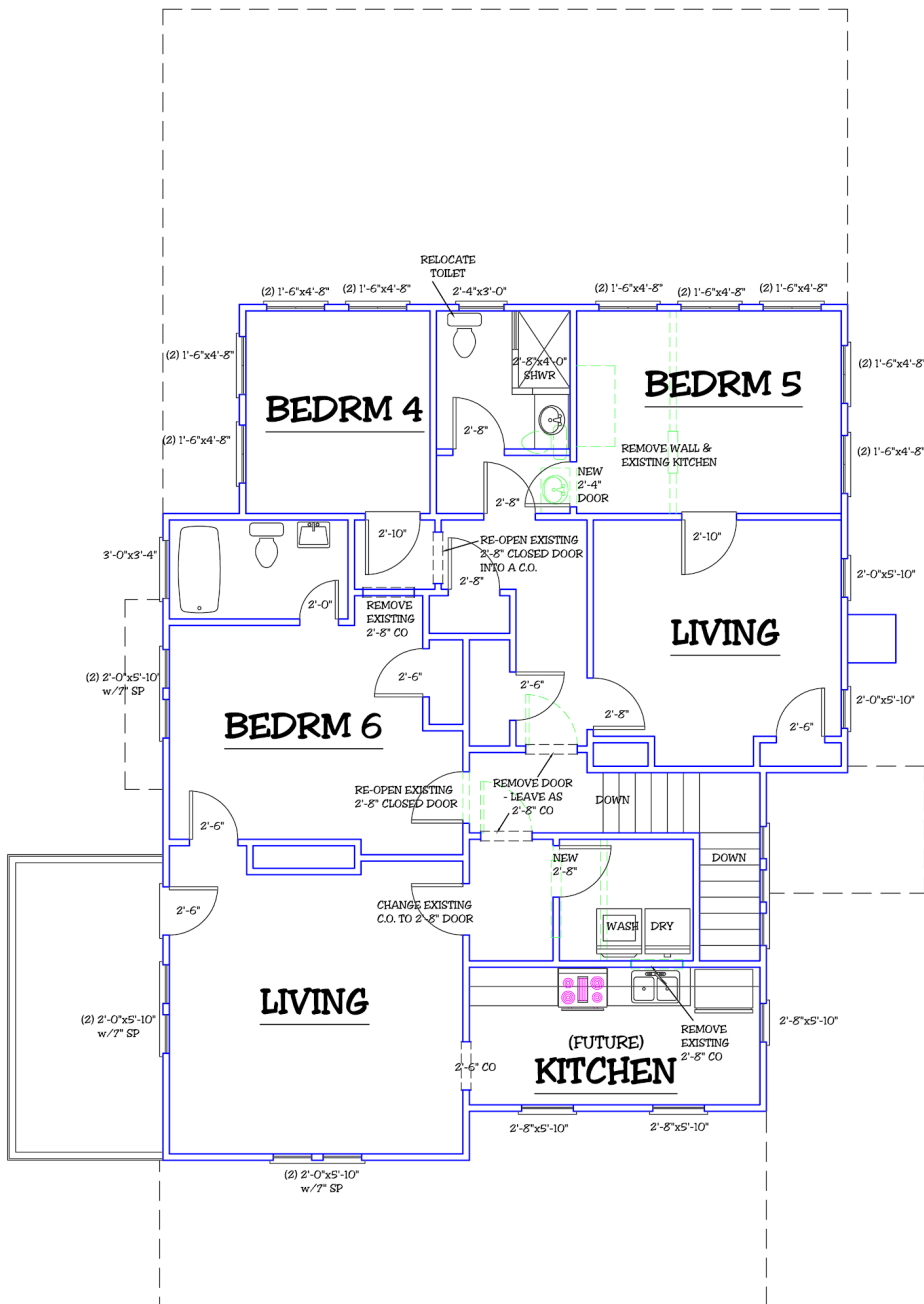 RELOCATE
TOILET
(2) 1'-6"x4'-8"
(2) 1'-6"x4'-8"
2'-4"x3'-0"
(2) 1'-6"x4'-8"
(2) 1'-6"x4'-8"
(2) 1'-6"x4'-8"
(2) 1'-6"x4'-8"
2'-8"x4'-0"
SHWR
(2) 1'-6"x4'-8"
BEDRM 4
BEDRM 5
(2) 1'-6"x4'-8"
2'-8"
REMOVE WALL &
EXISTING KITCHEN
(2) 1'-6"x4'-8"
NEW
2'-4"
DOOR
2'-8"
3'-0"x3'-4"
2'-10"
RE-OPEN EXISTING
2'-8" CLOSED DOOR
INTO A C.O.
2'-10"
2'-0"x5'-10"
2'-8"
2'-0"
REMOVE
EXISTING
2'-8" CO
LIVING
(2) 2'-0"x5'-10"
w/7" SP
2'-6"
2'-6"
2'-0"x5'-10"
BEDRM 6
2'-8"
2'-6"
RE-OPEN EXISTING
2'-8" CLOSED DOOR
REMOVE DOOR
- LEAVE AS
2'-8" CO
DOWN
2'-6"
NEW
2'-8"
DOWN
2'-6"
CHANGE EXISTING
C.O. TO 2'-8" DOOR
WASH
DRY
LIVING
(2) 2'-0"x5'-10"
w/7" SP
2'-8"x5'-10"
REMOVE
EXISTING
2'-8" CO
(FUTURE)
KITCHEN
2'-6" CO
2'-8"x5'-10"
2'-8"x5'-10"
(2) 2'-0"x5'-10"
w/7" SP